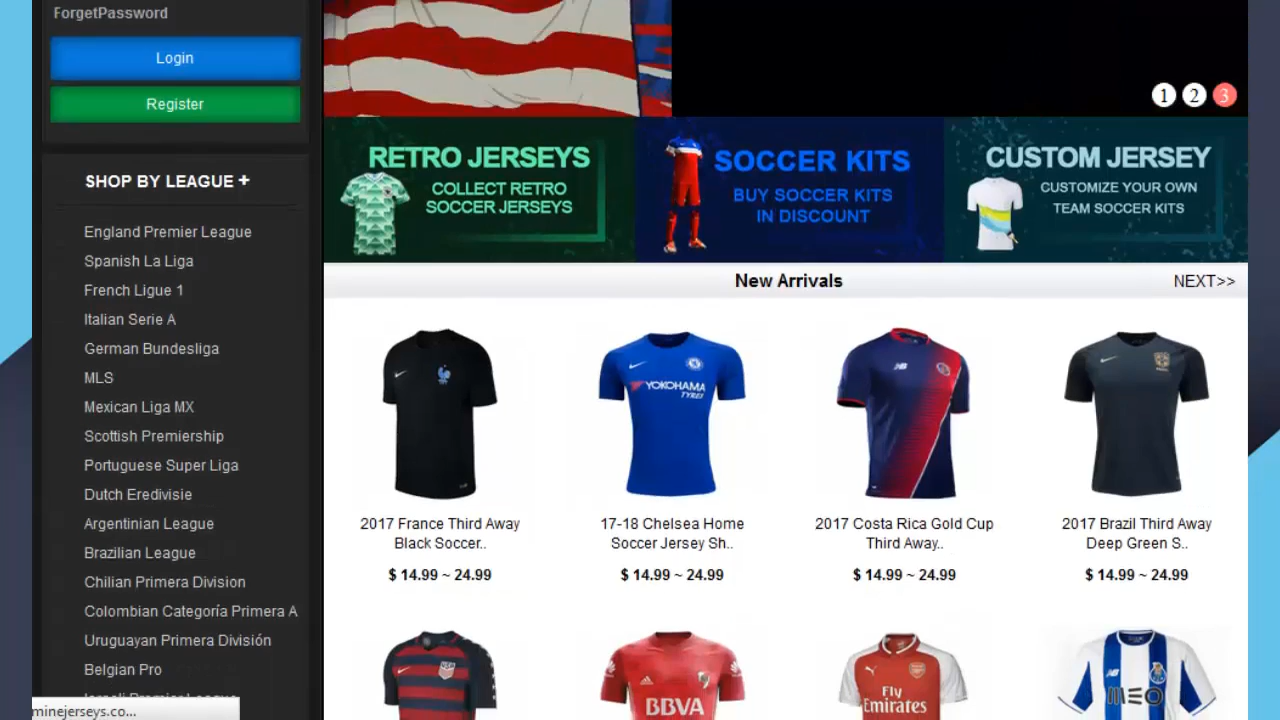 ForgetPassword
Login
Register
1 2 3
RETRO JERSEYS
COLLECT RETRO
SOCCER JERSEYS
SOCCER KITS
BUY SOCCER KITS
IN DISCOUNT
CUSTOM JERSEY
CUSTOMIZE YOUR OWN
TEAM SOCCER KITS
SHOP BY LEAGUE +
England Premier League
Spanish La Liga
French Ligue 1
Italian Serie A
German Bundesliga
MLS
Mexican Liga MX
Scottish Premiership
Portuguese Super Liga
Dutch Eredivisie
Argentinian League
Brazilian League
Chilian Primera Division
Colombian Categoría Primera A
Uruguayan Primera División
Belgian Pro
Israeli Premier League
minejerseys.co...
New Arrivals
NEXT>>
YOKOHAMA
TYRES
2017 France Third Away
Black Soccer..
$ 14.99 ~ 24.99
17-18 Chelsea Home
Soccer Jersey Sh..
$ 14.99 ~ 24.99
2017 Costa Rica Gold Cup
Third Away..
$ 14.99 ~ 24.99
2017 Brazil Third Away
Deep Green S..
$ 14.99 ~ 24.99
BBVA
Fly
Emirates
MEO